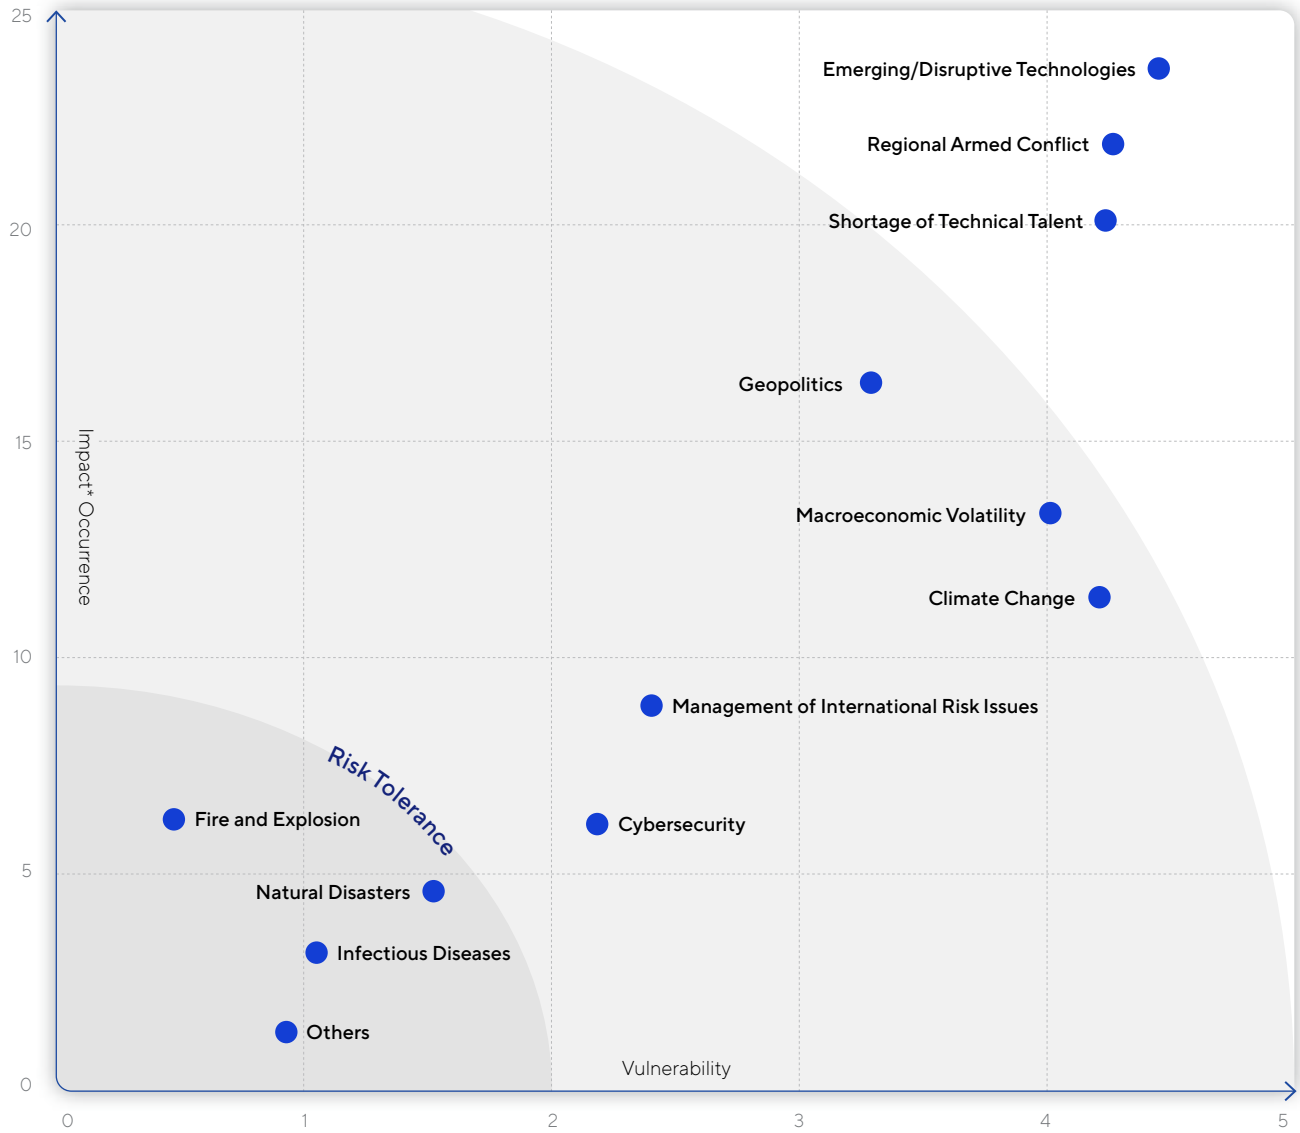 25
Emerging/Disruptive Technologies
Regional Armed Conflict
20
Shortage of Technical Talent
Geopolitics
15
Impact* Occurrence
Macroeconomic Volatility
Climate Change
10
Management of International Risk Issues
Risk Tolerance
Fire and Explosion
Cybersecurity
5
Natural Disasters
Infectious Diseases
Others
Vulnerability
0
0 1 2 3 4 5